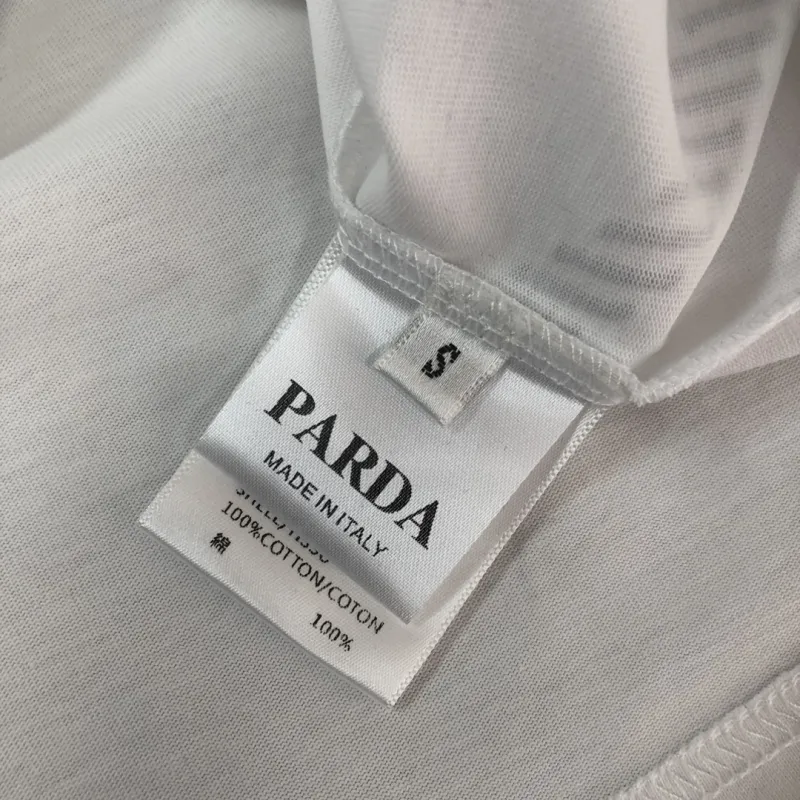 S
PARDA
MADE IN ITALY
100%COTTON/COTON
綿
100%